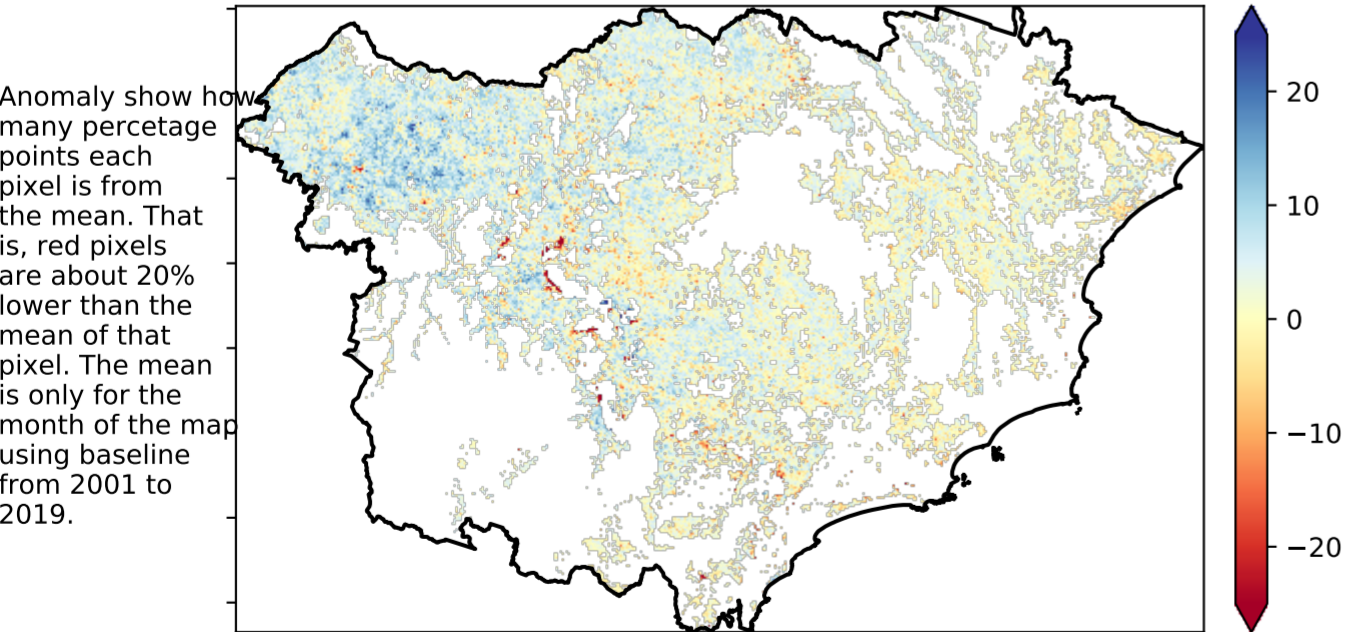 Anomaly show how
many percetage
points each
pixel is from
the mean. That
is, red pixels
are about 20%
lower than the
mean of that
pixel. The mean
is only for the
month of the map
using baseline
from 2001 to
2019.
20
10
0
−10
−20